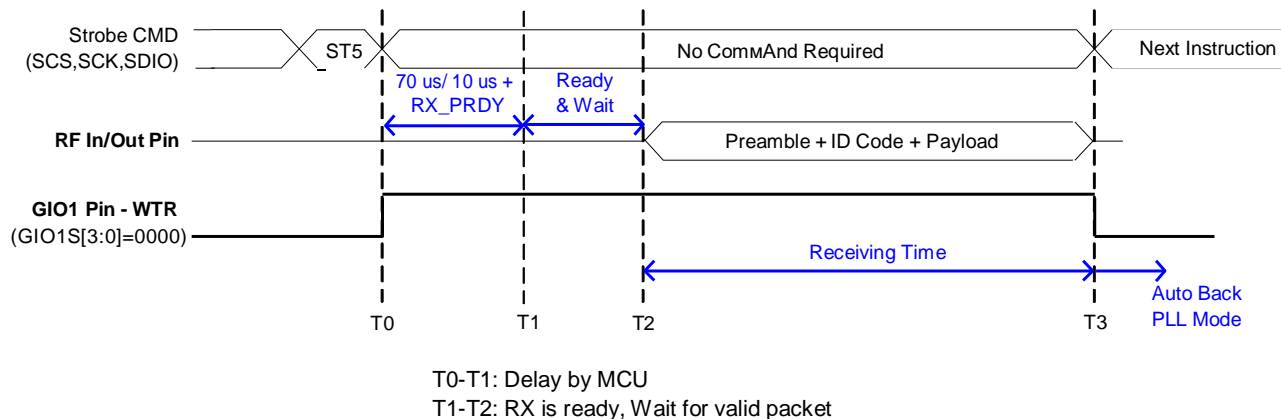 Strobe CMD
(SCS,SCK,SDIO)
_ST5
No CommAnd Required
Next Instruction
70 us/ 10 us +
RX_PRDY
Ready
& Wait
RF In/Out Pin
Preamble + ID Code + Payload
GIO1 Pin - WTR
(GIO1S[3:0]=0000)
Receiving Time
Auto Back
PLL Mode
T0
T1
T2
T3
T0-T1: Delay by MCU
T1-T2: RX is ready, Wait for valid packet